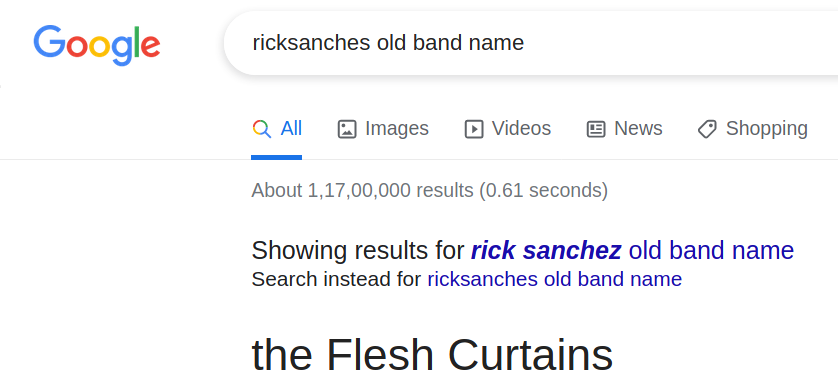 Google
ricksanches old band name
All Images Videos News Shopping
About 1,17,00,000 results (0.61 seconds)
Showing results for rick sanchez old band name
Search instead for ricksanches old band name
the Flesh Curtains